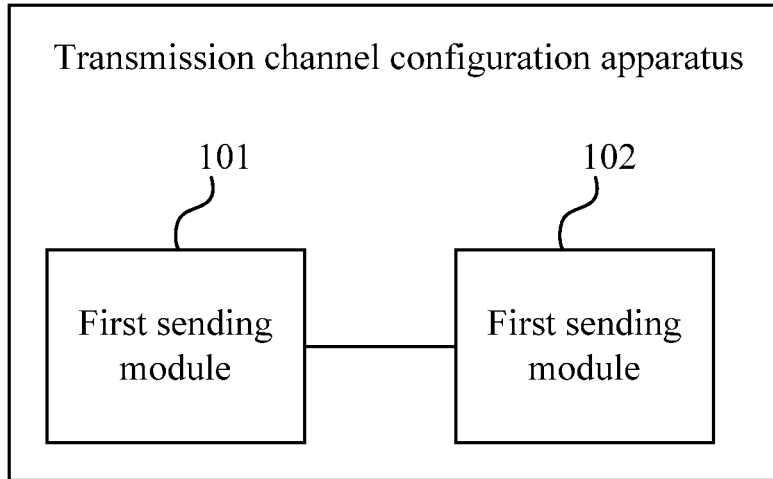 Transmission channel configuration apparatus
101
102
First sending
module
First sending
module